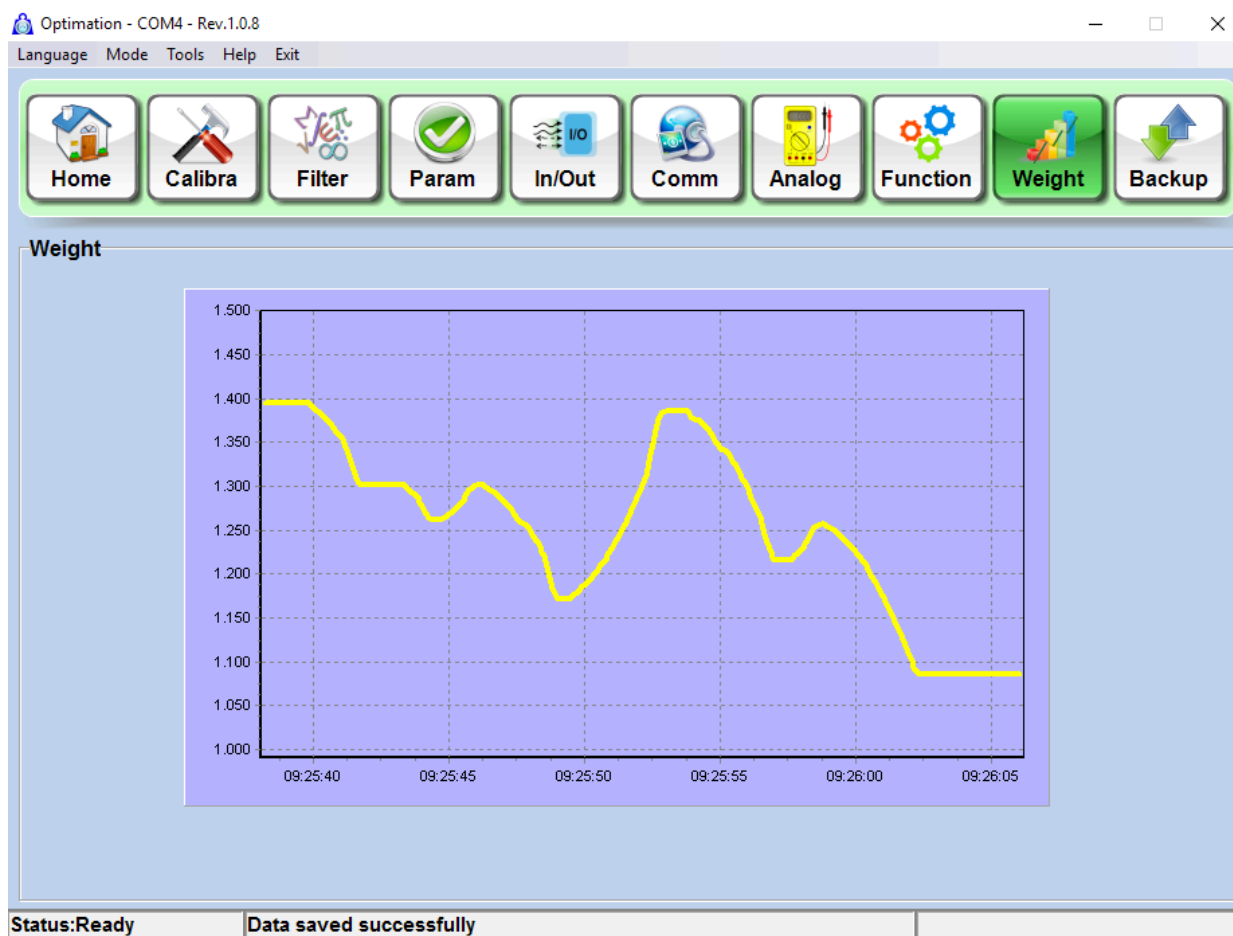 Optimation - COM4 - Rev.1.0.8
Language Mode Tools Help Exit
I/O
Home Calibra Filter Param In/Out Comm Analog Function Weight Backup
Weight
1.500
1.450
1.400
1.350
1.300
1.250
1.200
1.150
1.100
1.050
1.000
09:25:40 09:25:45 09:25:50 09:25:55 09:26:00 09:26:05
Status:Ready Data saved successfully